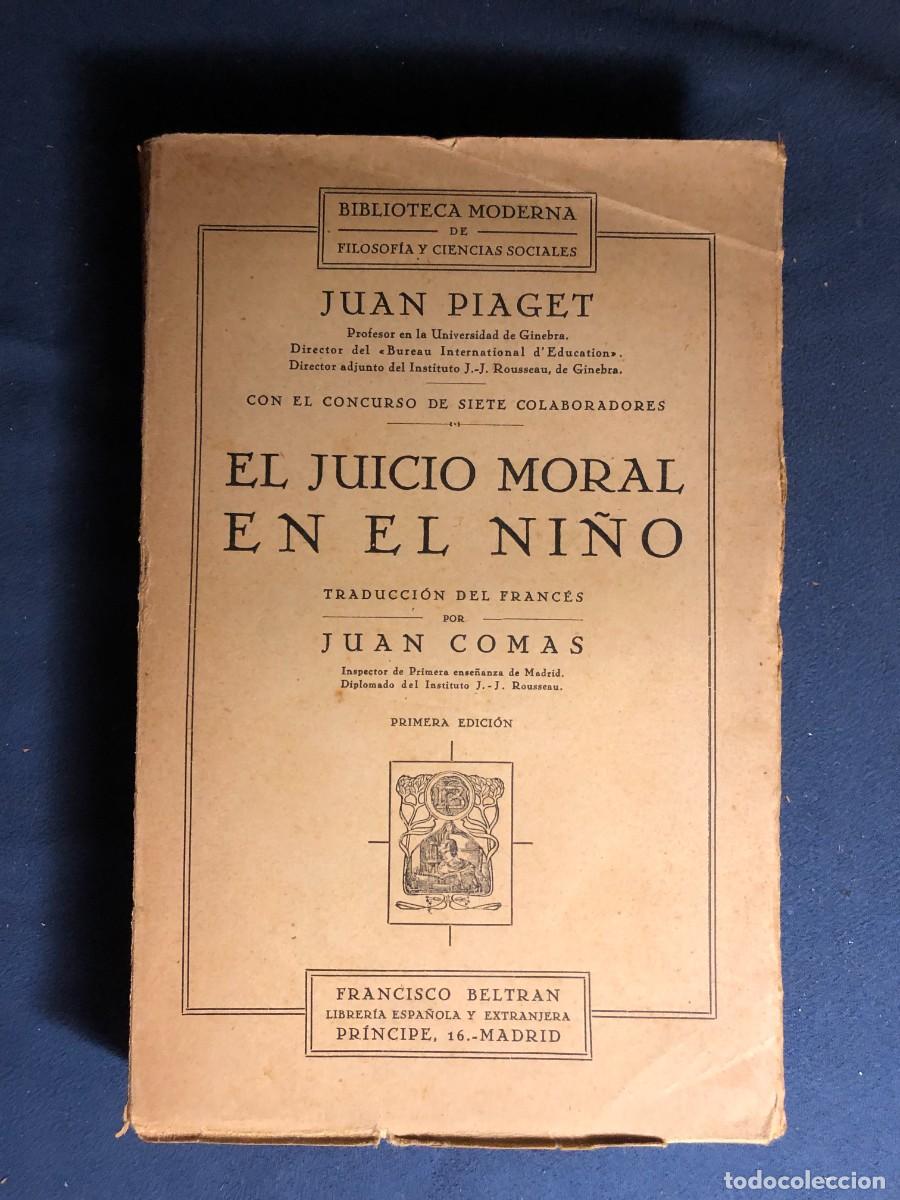 BIBLIOTECA MODERNA
DE
FILOSOFÍA Y CIENCIAS SOCIALES
JUAN PIAGET
Profesor en la Universidad de Ginebra.
Director del «Bureau International d'Education».
Director adjunto del Instituto J.-J. Rousseau, de Ginebra.
CON EL CONCURSO DE SIETE COLABORADORES
EL JUICIO MORAL
EN EL NIÑO
TRADUCCIÓN DEL FRANCÉS
POR
JUAN COMAS
Inspector de Primera enseñanza de Madrid.
Diplomado del Instituto J.-J. Rousseau.
PRIMERA EDICIÓN
FRANCISCO BELTRAN
LIBRERÍA ESPAÑOLA Y EXTRANJERA
PRÍNCIPE, 16.-MADRID
todocoleccion